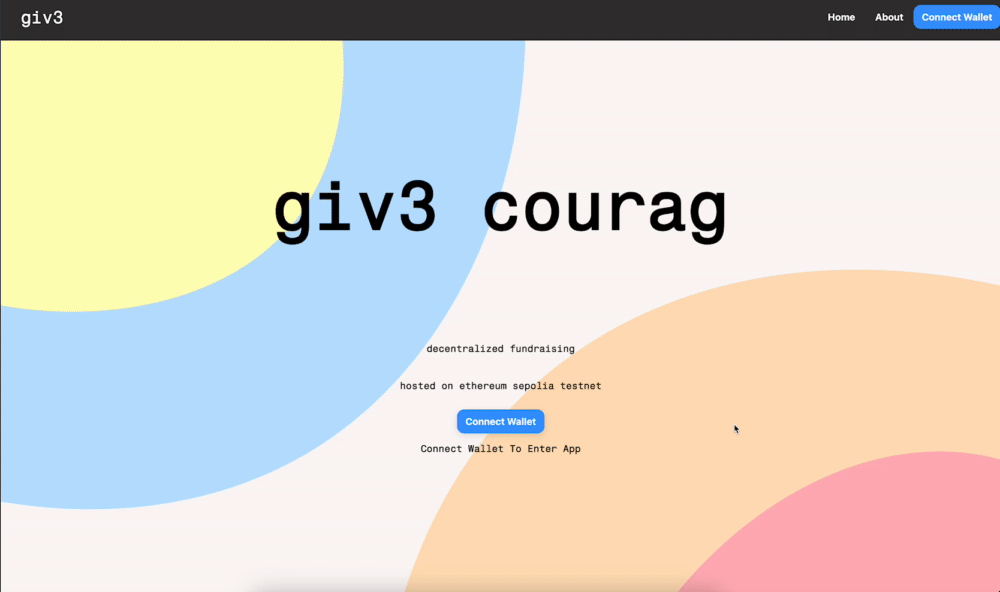 giv3
Home About Connect Wallet
giv3 courag
decentralized fundraising
hosted on ethereum sepolia testnet
Connect Wallet
Connect Wallet To Enter App